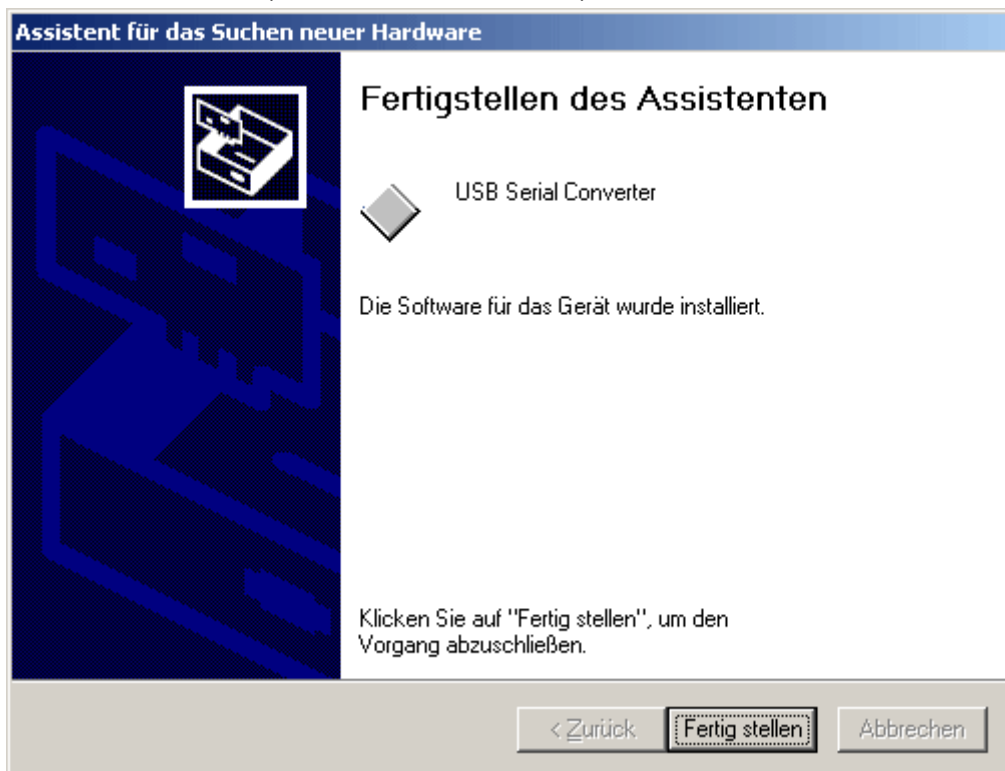 Assistent für das Suchen neuer Hardware
Fertigstellen des Assistenten
USB Serial Converter
Die Software für das Gerät wurde installiert.
Klicken Sie auf "Fertig stellen", um den
Vorgang abzuschließen.
< Zurück
Fertig stellen
Abbrechen